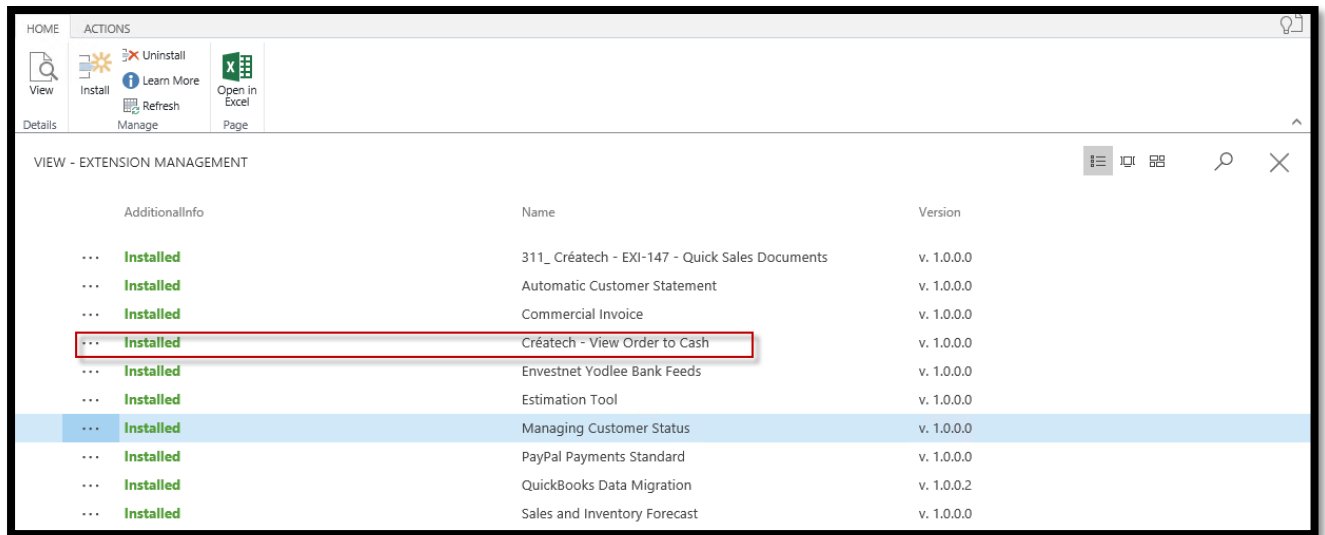 HOME ACTIONS
View
Install
Uninstall
Learn More
Refresh
Open in
Excel
Details Manage Page
VIEW - EXTENSION MANAGEMENT
AdditionalInfo Name Version
Installed 311_ Créatech - EXI-147 - Quick Sales Documents v. 1.0.0.0
Installed Automatic Customer Statement v. 1.0.0.0
Installed Commercial Invoice v. 1.0.0.0
Installed Créatech - View Order to Cash v. 1.0.0.0
Installed Envestnet Yodlee Bank Feeds v. 1.0.0.0
Installed Estimation Tool v. 1.0.0.0
Installed Managing Customer Status v. 1.0.0.0
Installed PayPal Payments Standard v. 1.0.0.0
Installed QuickBooks Data Migration v. 1.0.0.2
Installed Sales and Inventory Forecast v. 1.0.0.0